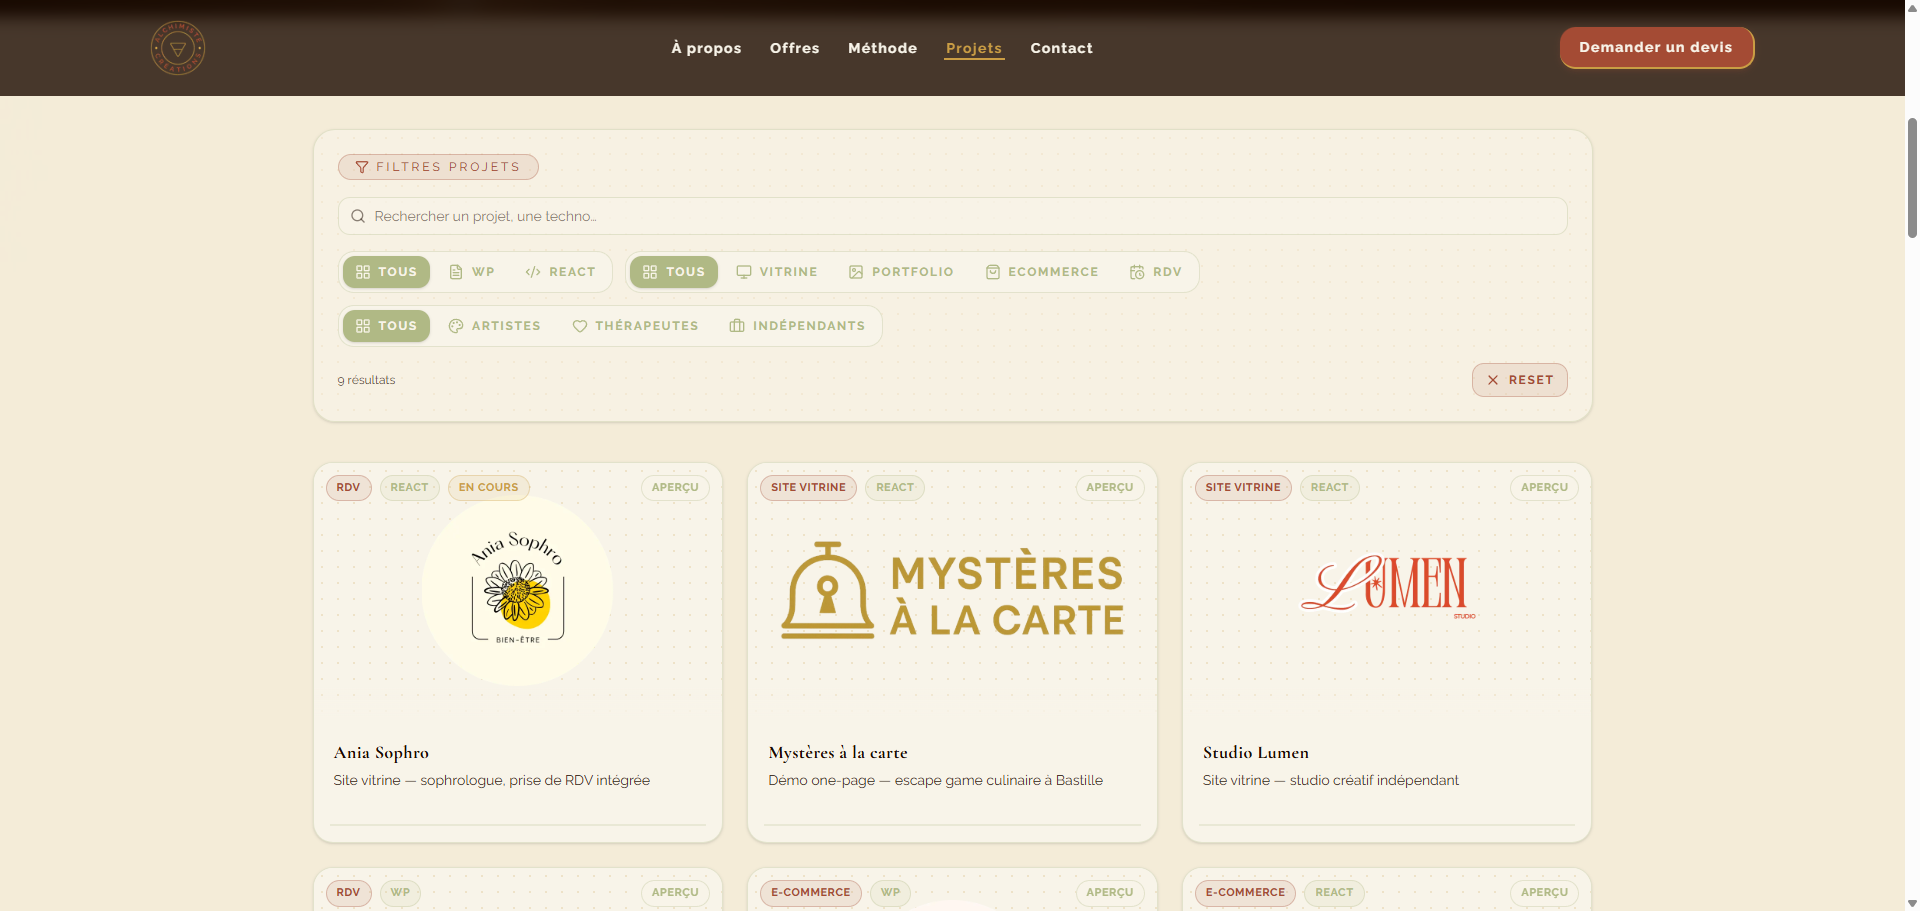 ALCHIMISTE CREATIONS
À propos Offres Méthode Projets Contact
Demander un devis
FILTRES PROJETS
Rechercher un projet, une techno...
TOUS WP REACT TOUS VITRINE PORTFOLIO ECOMMERCE RDV
TOUS ARTISTES THÉRAPEUTES INDÉPENDANTS
9 résultats
RESET
RDV REACT EN COURS APERÇU
Ania Sophro
BIEN-ÊTRE
Ania Sophro
Site vitrine — sophrologue, prise de RDV intégrée
SITE VITRINE REACT APERÇU
MYSTÈRES
À LA CARTE
Mystères à la carte
Démo one-page — escape game culinaire à Bastille
SITE VITRINE REACT APERÇU
LUMEN
STUDIO
Studio Lumen
Site vitrine — studio créatif indépendant
RDV WP APERÇU
E-COMMERCE WP APERÇU
E-COMMERCE REACT APERÇU